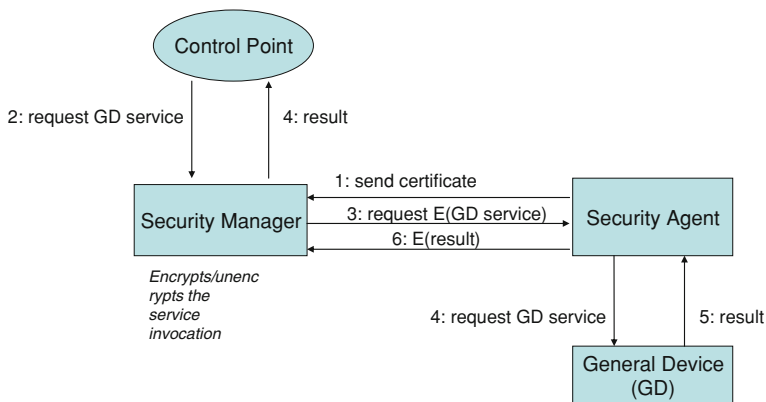 Control Point
2: request GD service
4: result
1: send certificate
Security Manager
3: request E(GD service)
Security Agent
6: E(result)
Encrypts/unenc
rypts the
service
invocation
4: request GD service
5: result
General Device
(GD)